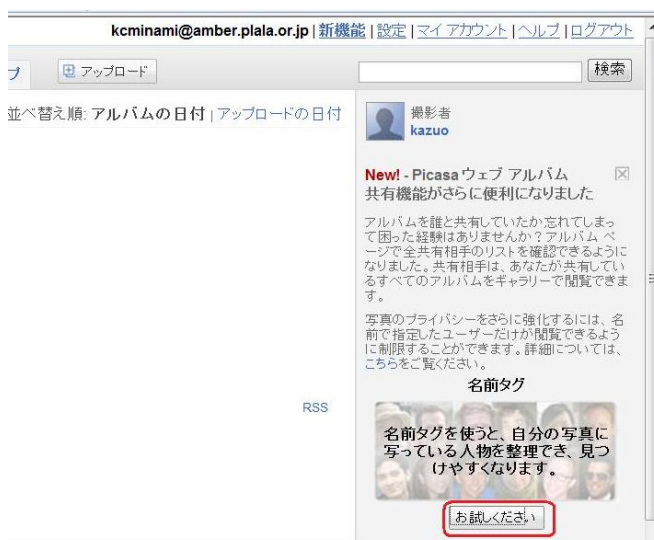 kcminami@amber.plala.or.jp | 新機能 | 設定 | マイ アカウント | ヘルプ | ログアウト
プ アップロード 検索
並べ替え順: アルバムの日付 | アップロードの日付
撮影者
kazuo
New! - Picasa ウェブ アルバム
共有機能がさらに便利になりました
アルバムを誰と共有していたか忘れてしまっ
て困った経験はありませんか？アルバム ペ
ージで全共有相手のリストを確認できるように
なりました。共有相手は、あなたが共有してい
るすべてのアルバムをギャラリーで閲覧できま
す。
写真のプライバシーをさらに強化するには、名
前で指定したユーザーだけが閲覧できるよう
に制限することができます。詳細については、
こちらをご覧ください。
名前タグ
RSS
名前タグを使うと、自分の写真に
写っている人物を整理でき、見つ
けやすくなります。
お試しください